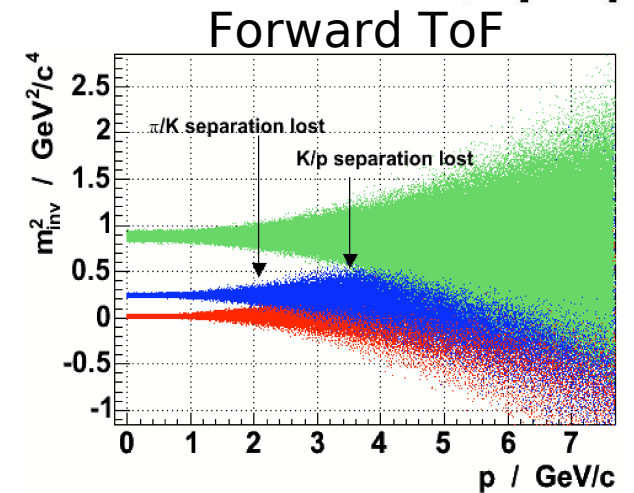 Forward ToF
m²inv / GeV²/c⁴
2.5
2
1.5
1
0.5
0
-0.5
-1
π/K separation lost
K/p separation lost
0 1 2 3 4 5 6 7
p / GeV/c